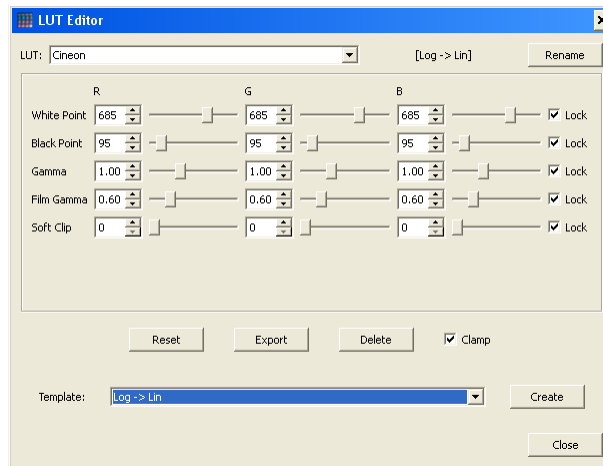 LUT Editor
LUT: Cineon [Log -> Lin] Rename
R G B
White Point 685 685 685 Lock
Black Point 95 95 95 Lock
Gamma 1.00 1.00 1.00 Lock
Film Gamma 0.60 0.60 0.60 Lock
Soft Clip 0 0 0 Lock
Reset Export Delete Clamp
Template: Log -> Lin Create
Close